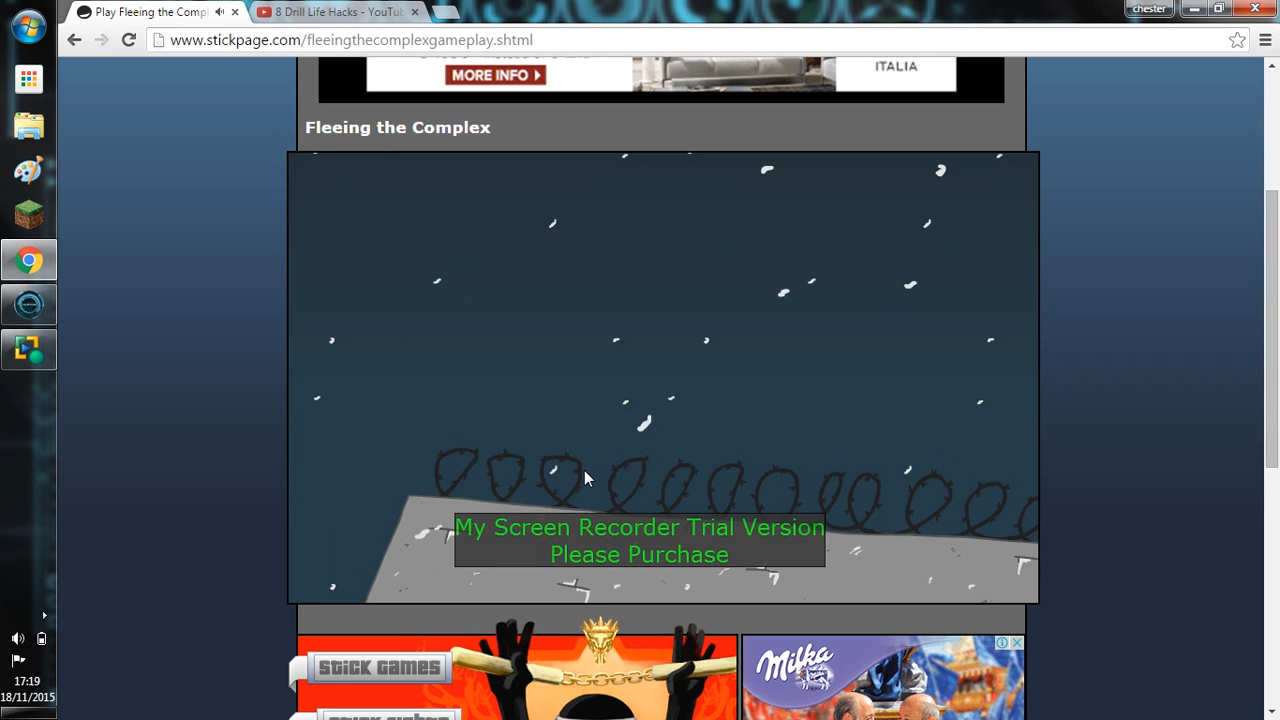 Play Fleeing the Compl
8 Drill Life Hacks - YouTu
chester
www.stickpage.com/fleeingthecomplexgameplay.shtml
MORE INFO
ITALIA
Fleeing the Complex
My Screen Recorder Trial Version
Please Purchase
STICK GAMES
Milka
17:19
18/11/2015